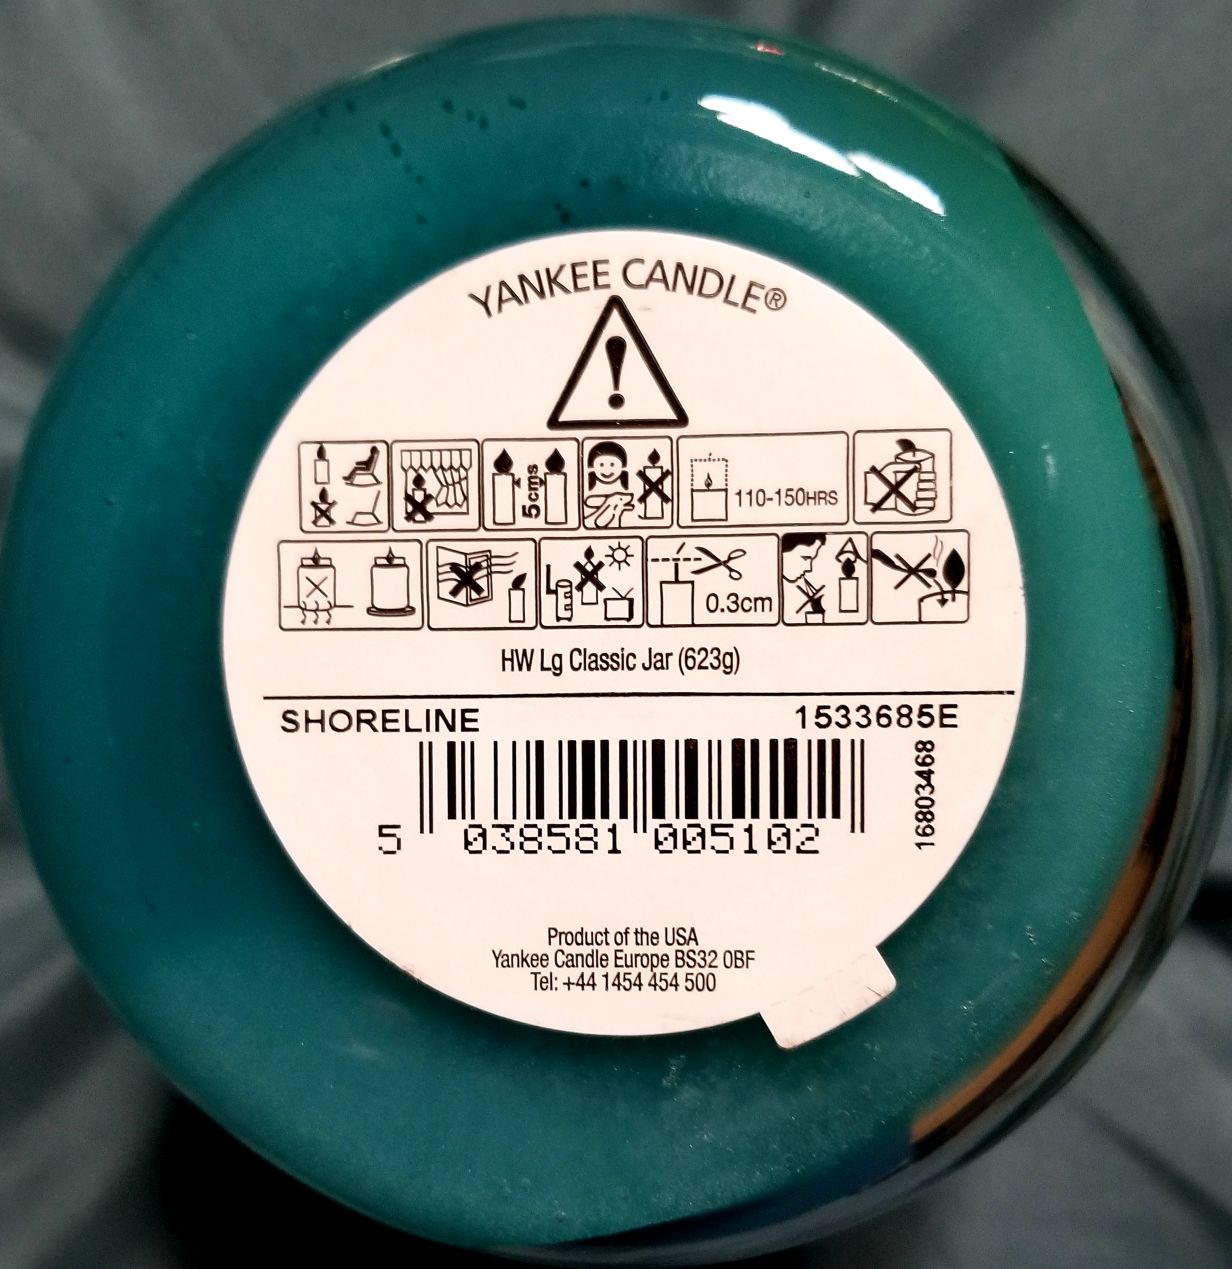 YANKEE CANDLE®
!
5cms
110-150HRS
0.3cm
HW Lg Classic Jar (623g)
SHORELINE 1533685E
16803468
5 038581 005102
Product of the USA
Yankee Candle Europe BS32 0BF
Tel: +44 1454 454 500